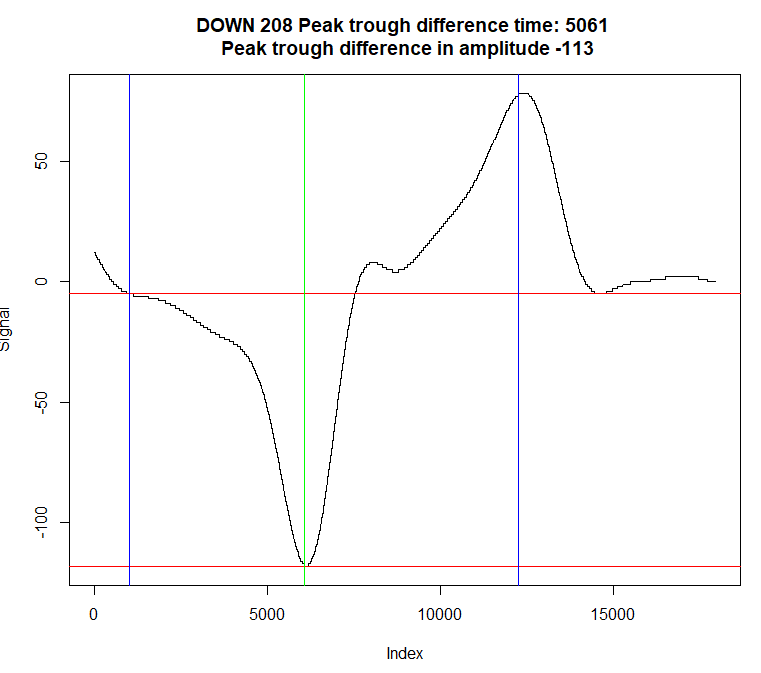 DOWN 208 Peak trough difference time: 5061
Peak trough difference in amplitude -113
50
0
-50
-100
Signal
0 5000 10000 15000
Index